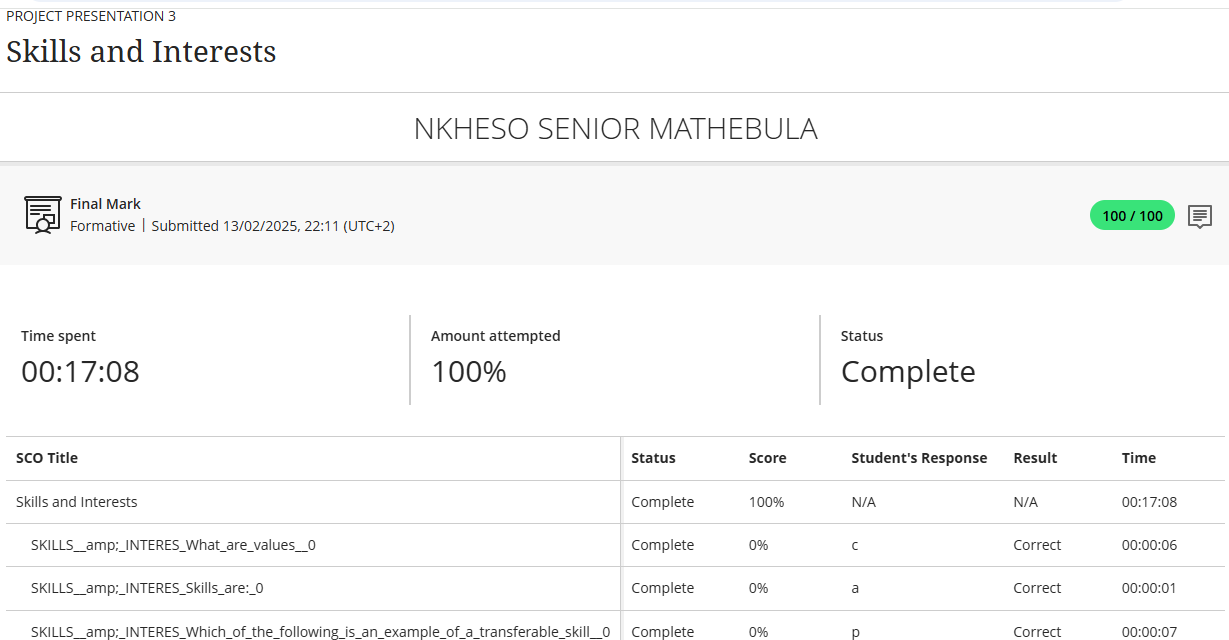 PROJECT PRESENTATION 3
Skills and Interests
NKHESO SENIOR MATHEBULA
Final Mark
Formative | Submitted 13/02/2025, 22:11 (UTC+2)
100 / 100
Time spent
00:17:08
Amount attempted
100%
Status
Complete
SCO Title Status Score Student's Response Result Time
Skills and Interests Complete 100% N/A N/A 00:17:08
SKILLS__amp;_INTERES_What_are_values__0 Complete 0% c Correct 00:00:06
SKILLS__amp;_INTERES_Skills_are:_0 Complete 0% a Correct 00:00:01
SKILLS__amp;_INTERES_Which_of_the_following_is_an_example_of_a_transferable_skill__0 Complete 0% p Correct 00:00:07